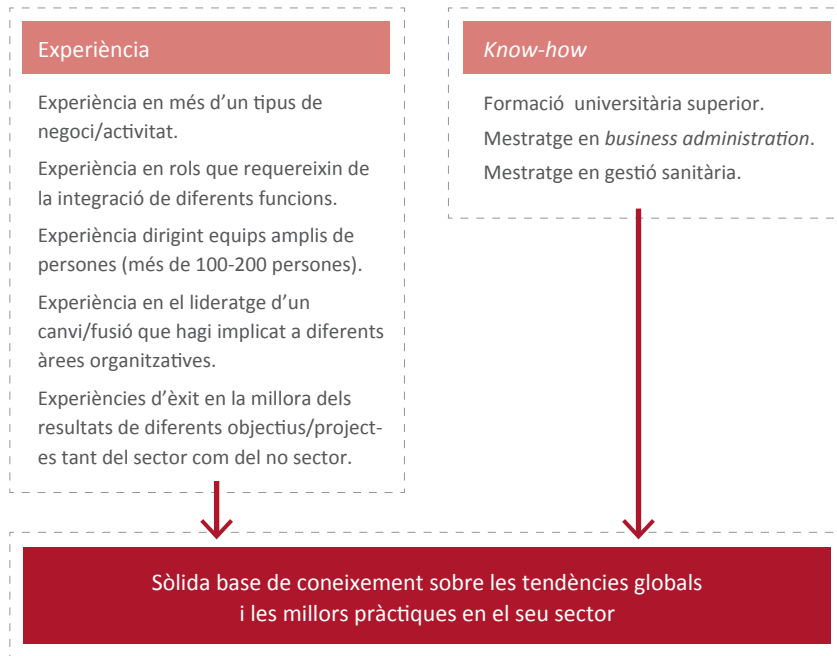 Experiència
Experiència en més d'un tipus de
negoci/activitat.
Experiència en rols que requereixin de
la integració de diferents funcions.
Experiència dirigint equips amplis de
persones (més de 100-200 persones).
Experiència en el lideratge d'un
canvi/fusió que hagi implicat a diferents
àrees organitzatives.
Experiències d'èxit en la millora dels
resultats de diferents objectius/project-
es tant del sector com del no sector.
Know-how
Formació universitària superior.
Mestratge en business administration.
Mestratge en gestió sanitària.
Sòlida base de coneixement sobre les tendències globals
i les millors pràctiques en el seu sector